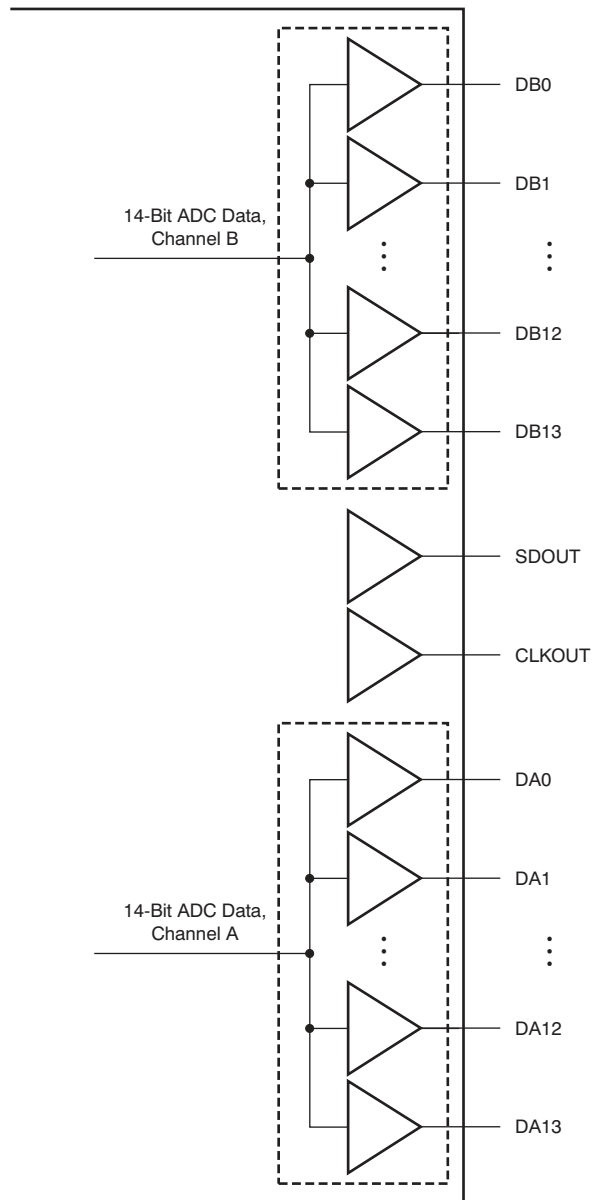 DB0
DB1
14-Bit ADC Data,
Channel B
DB12
DB13
SDOUT
CLKOUT
DA0
DA1
14-Bit ADC Data,
Channel A
DA12
DA13